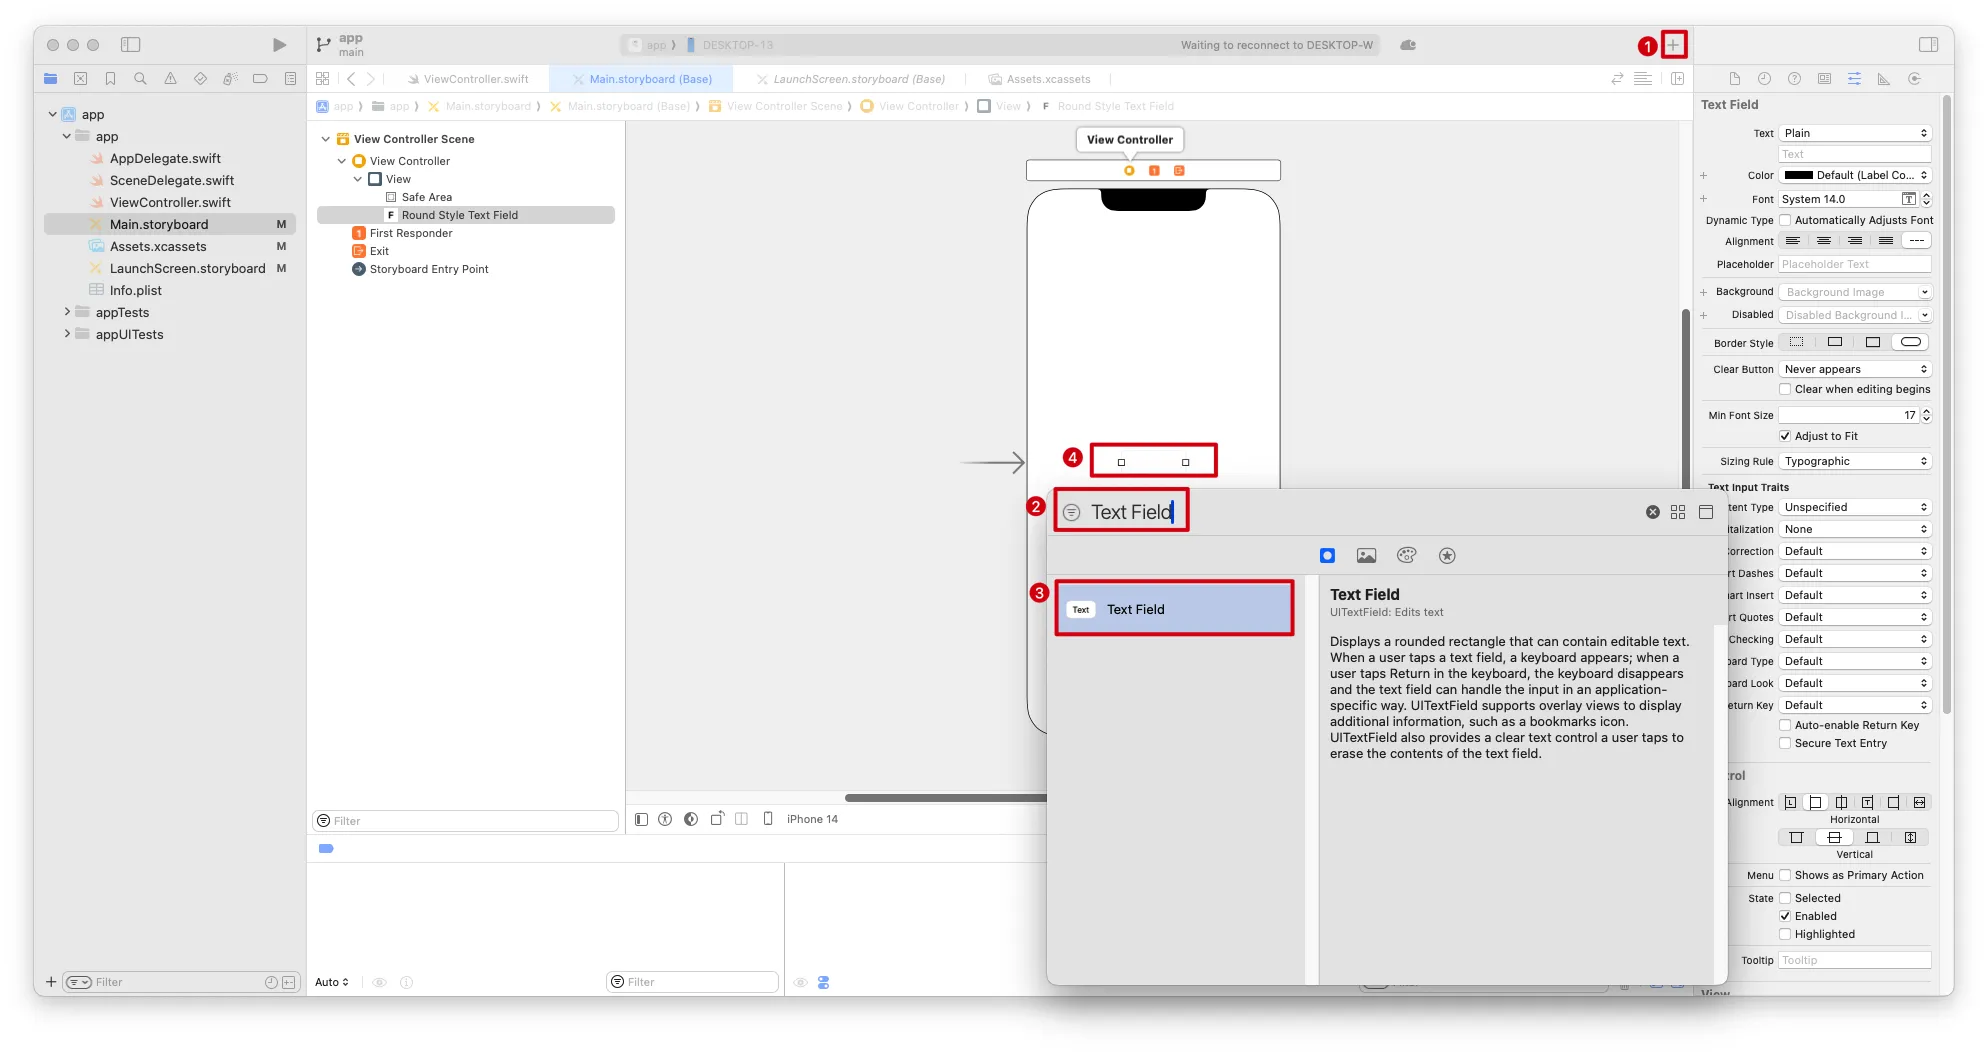 app
main
app
DESKTOP-13
Waiting to reconnect to DESKTOP-W
1
ViewController.swift
Main.storyboard (Base)
LaunchScreen.storyboard (Base)
Assets.xcassets
app
app
Main.storyboard
Main.storyboard (Base)
View Controller Scene
View Controller
View
F Round Style Text Field
app
app
AppDelegate.swift
SceneDelegate.swift
ViewController.swift
Main.storyboard M
Assets.xcassets M
LaunchScreen.storyboard M
Info.plist
appTests
appUITests
Filter
View Controller Scene
View Controller
View
Safe Area
F Round Style Text Field
1 First Responder
Exit
Storyboard Entry Point
Filter
View Controller
1
4
iPhone 14
Auto
Filter
2
Text Field
3
Text Text Field
Text Field
UITextField: Edits text
Displays a rounded rectangle that can contain editable text.
When a user taps a text field, a keyboard appears; when a
user taps Return in the keyboard, the keyboard disappears
and the text field can handle the input in an application-
specific way. UITextField supports overlay views to display
additional information, such as a bookmarks icon.
UITextField also provides a clear text control a user taps to
erase the contents of the text field.
Text Field
Text Plain
Text
Color Default (Label Co...
Font System 14.0
Dynamic Type Automatically Adjusts Font
Alignment
Placeholder Placeholder Text
Background Background Image
Disabled Disabled Background I...
Border Style
Clear Button Never appears
Clear when editing begins
Min Font Size 17
Adjust to Fit
Sizing Rule Typographic
Text Input Traits
tent Type Unspecified
italization None
orrection Default
rt Dashes Default
art Insert Default
rt Quotes Default
Checking Default
oard Type Default
oard Look Default
eturn Key Default
Auto-enable Return Key
Secure Text Entry
trol
Alignment
Horizontal
Vertical
Menu Shows as Primary Action
State Selected
Enabled
Highlighted
Tooltip Tooltip
View